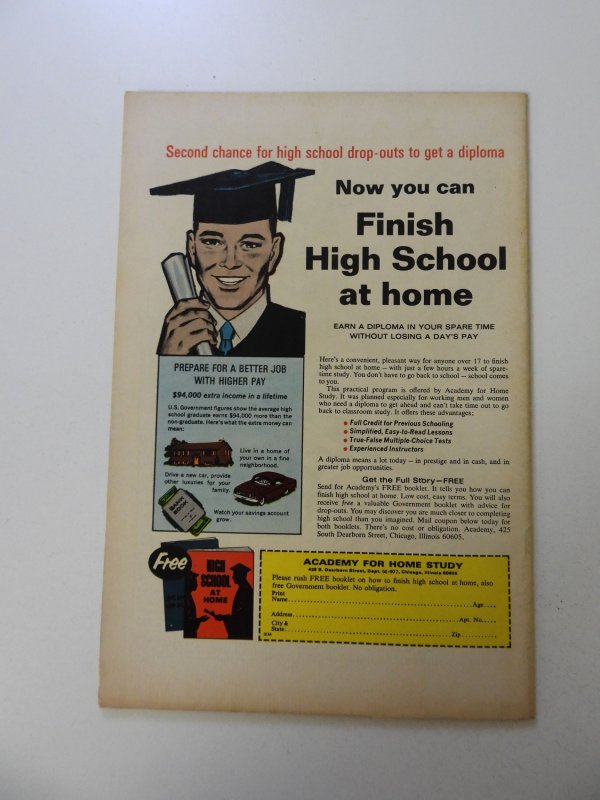 Second chance for high school drop-outs to get a diploma
Now you can
Finish
High School
at home
EARN A DIPLOMA IN YOUR SPARE TIME
WITHOUT LOSING A DAY'S PAY
Here's a convenient, pleasant way for anyone over 17 to finish
high school at home – with just a few hours a week of spare-
time study. You don't have to go back to school – school comes
to you.
This practical program is offered by Academy for Home
Study. It was planned especially for working men and women
who need a diploma to get ahead and can't take time out to go
back to classroom study. It offers these advantages:
• Full Credit for Previous Schooling
• Simplified, Easy-to-Read Lessons
• True-False Multiple-Choice Tests
• Experienced Instructors
A diploma means a lot today – in prestige and in cash, and in
greater job opportunities.
Get the Full Story—FREE
Send for Academy's FREE booklet. It tells you how you can
finish high school at home. Low cost, easy terms. You will also
receive free a valuable Government booklet with advice for
drop-outs. You may discover you are much closer to completing
high school than you imagined. Mail coupon below today for
both booklets. There is no cost or obligation. Academy, 425
South Dearborn Street, Chicago, Illinois 60605.
PREPARE FOR A BETTER JOB
WITH HIGHER PAY
$94,000 extra income in a lifetime
U.S. Government figures show the average high
school graduate earns $94,000 more than the
non-graduate. Here's what the extra money can
mean:
Live in a home of
your own in a fine
neighborhood.
Drive a new car, provide
other luxuries for your
family.
BANK
BOOK
Watch your savings account
grow.
Free
HIGH
SCHOOL
AT
HOME
ACADEMY FOR HOME STUDY
425 S. Dearborn Street, Dept. Chicago, Illinois 60605
Please rush FREE booklet on how to finish high school at home, also
free Government booklet. No obligation.
Print
Name Age
Address Apt. No.
City &
State Zip